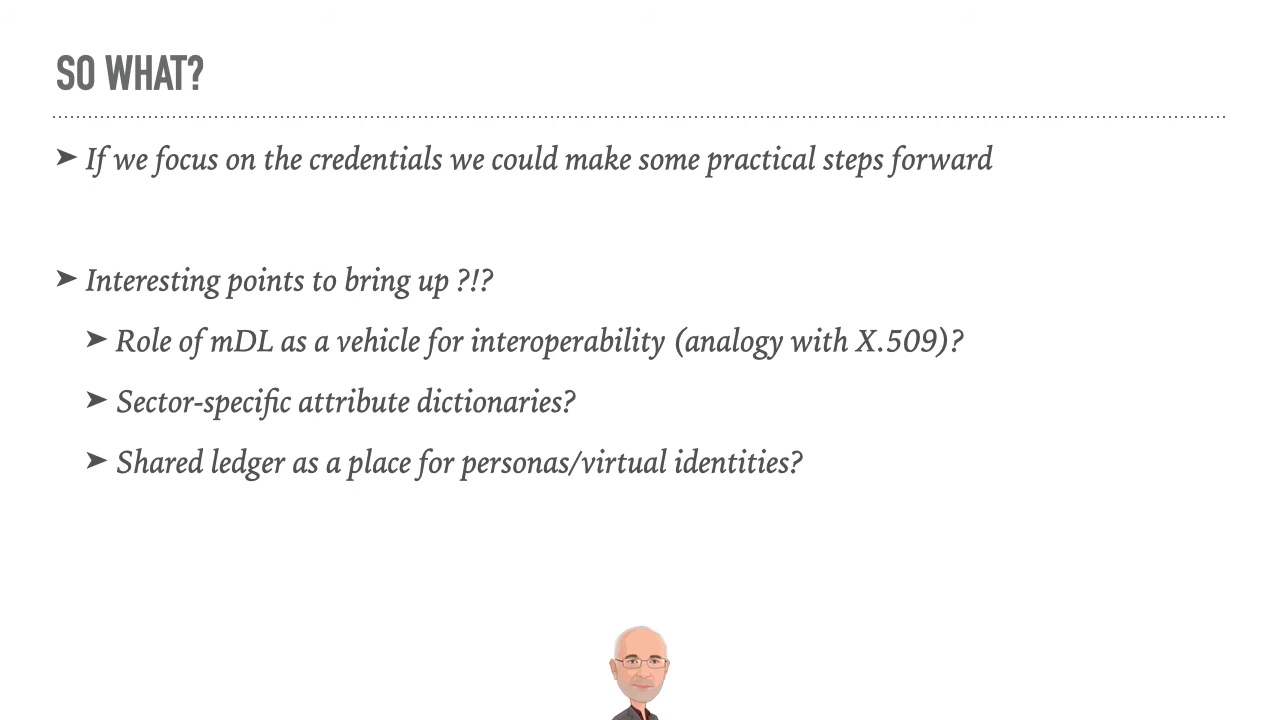 SO WHAT?
➤ If we focus on the credentials we could make some practical steps forward
➤ Interesting points to bring up ?!?
➤ Role of mDL as a vehicle for interoperability (analogy with X.509)?
➤ Sector-specific attribute dictionaries?
➤ Shared ledger as a place for personas/virtual identities?